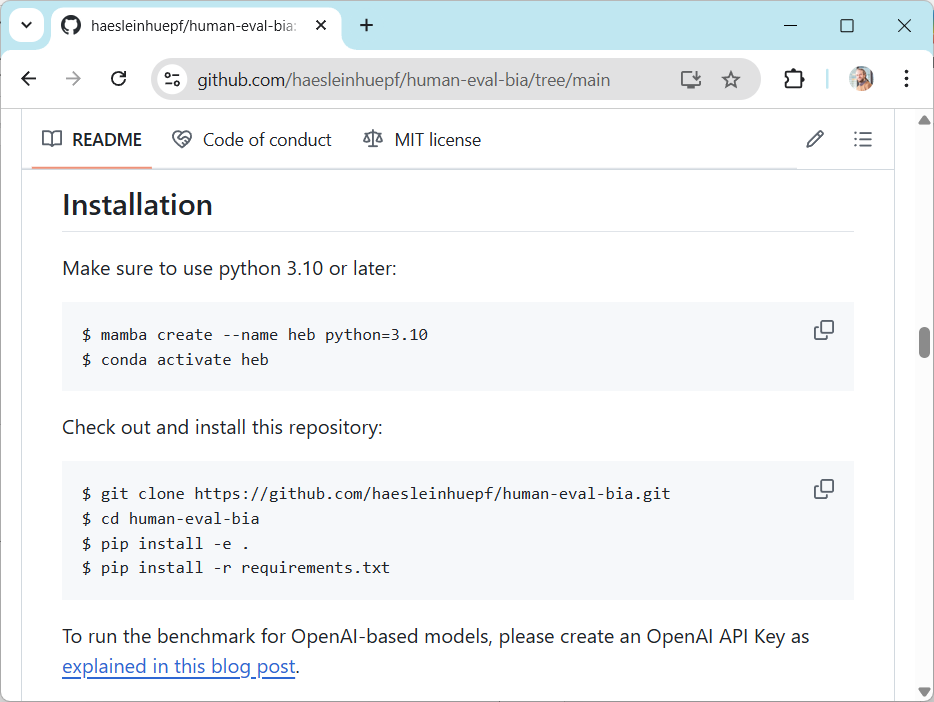 haesleinhuepf/human-eval-bia:
github.com/haesleinhuepf/human-eval-bia/tree/main
README Code of conduct MIT license
Installation
Make sure to use python 3.10 or later:
$ mamba create --name heb python=3.10
$ conda activate heb
Check out and install this repository:
$ git clone https://github.com/haesleinhuepf/human-eval-bia.git
$ cd human-eval-bia
$ pip install -e .
$ pip install -r requirements.txt
To run the benchmark for OpenAI-based models, please create an OpenAI API Key as
explained in this blog post.